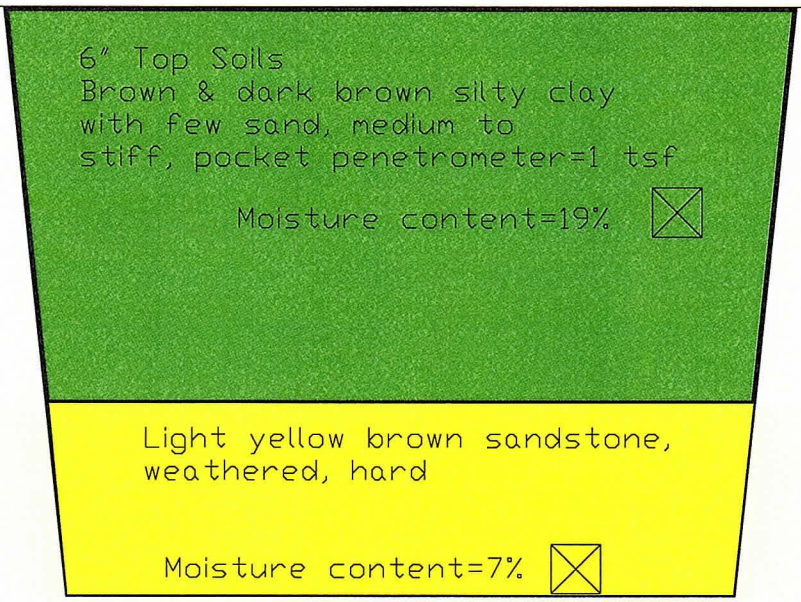 6" Top Soils
Brown & dark brown silty clay
with few sand, medium to
stiff, pocket penetrometer=1 tsf
Moisture content=19%
Light yellow brown sandstone,
weathered, hard
Moisture content=7%